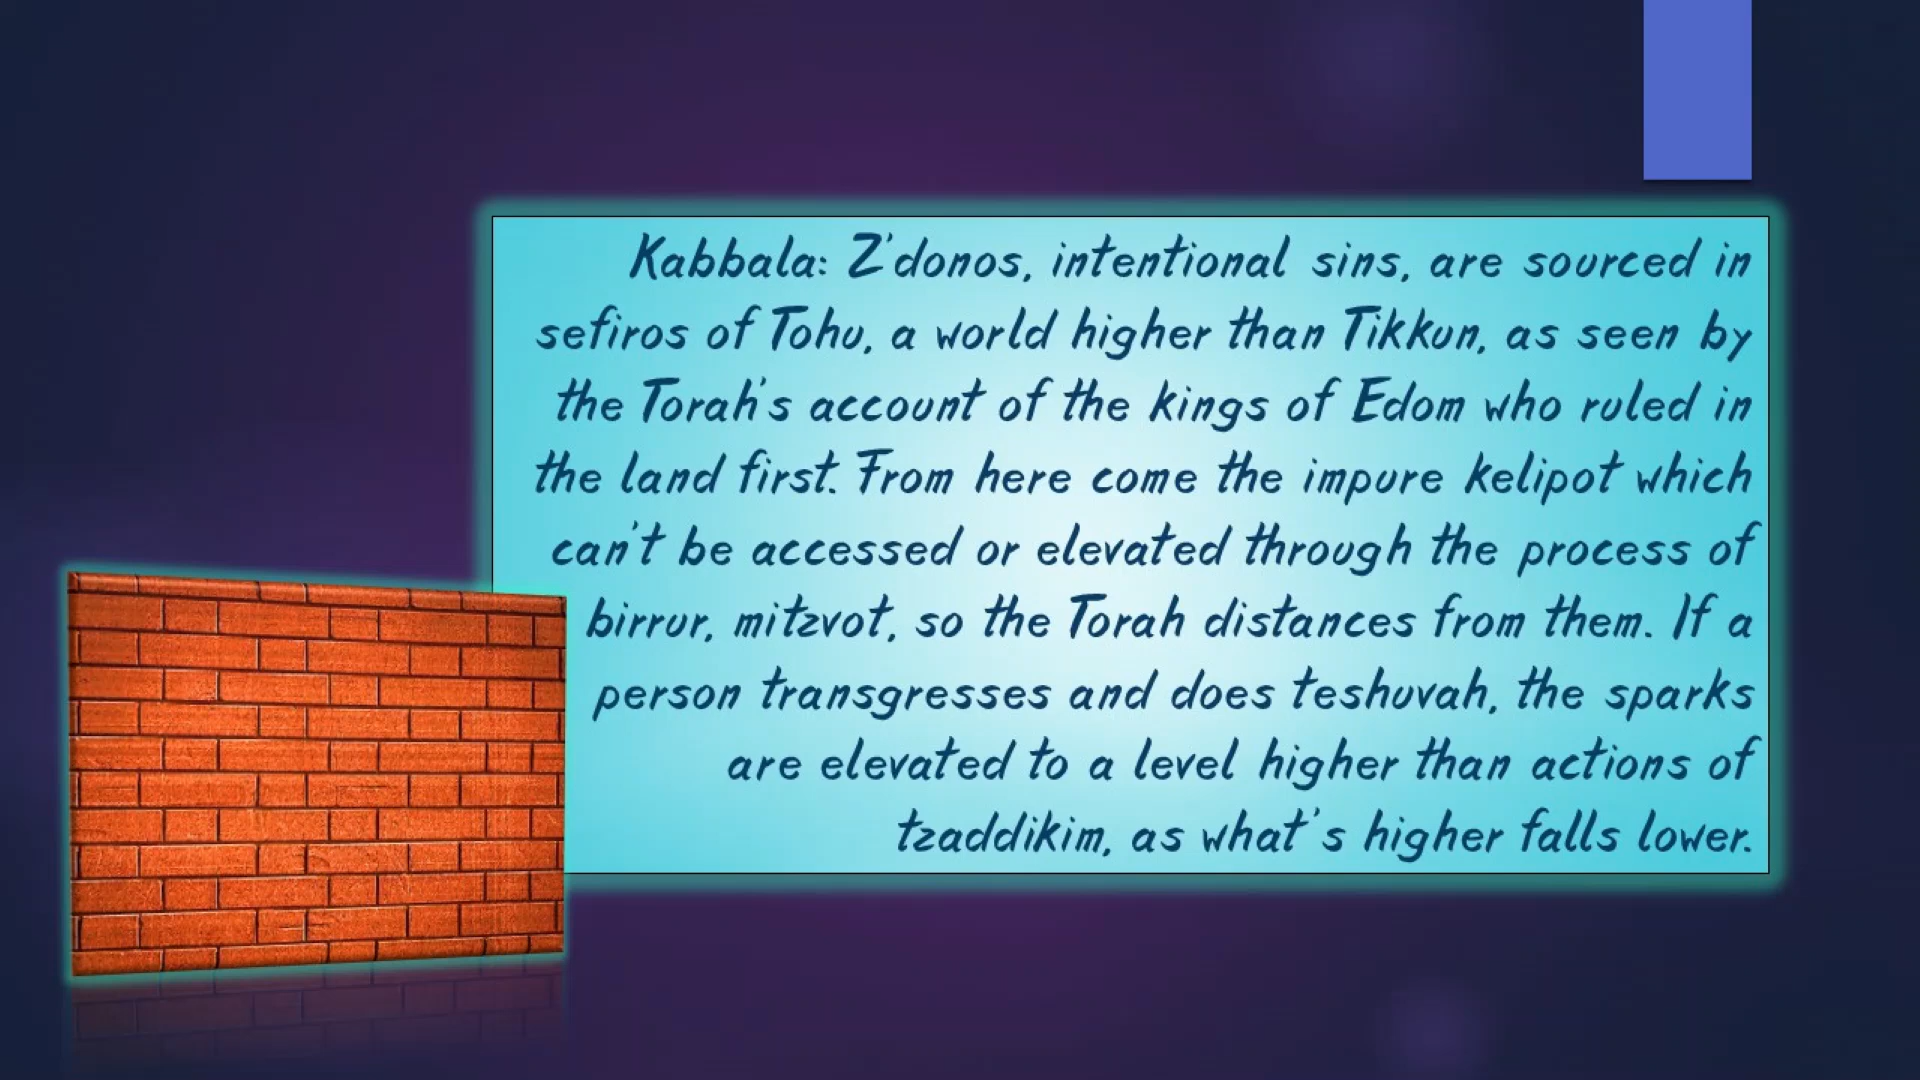 Kabbala: Z'donos, intentional sins, are sourced in
sefiros of Tohu, a world higher than Tikkun, as seen by
the Torah's account of the kings of Edom who ruled in
the land first. From here come the impure kelipot which
can't be accessed or elevated through the process of
birrur, mitzvot, so the Torah distances from them. If a
person transgresses and does teshuvah, the sparks
are elevated to a level higher than actions of
tzaddikim, as what's higher falls lower.